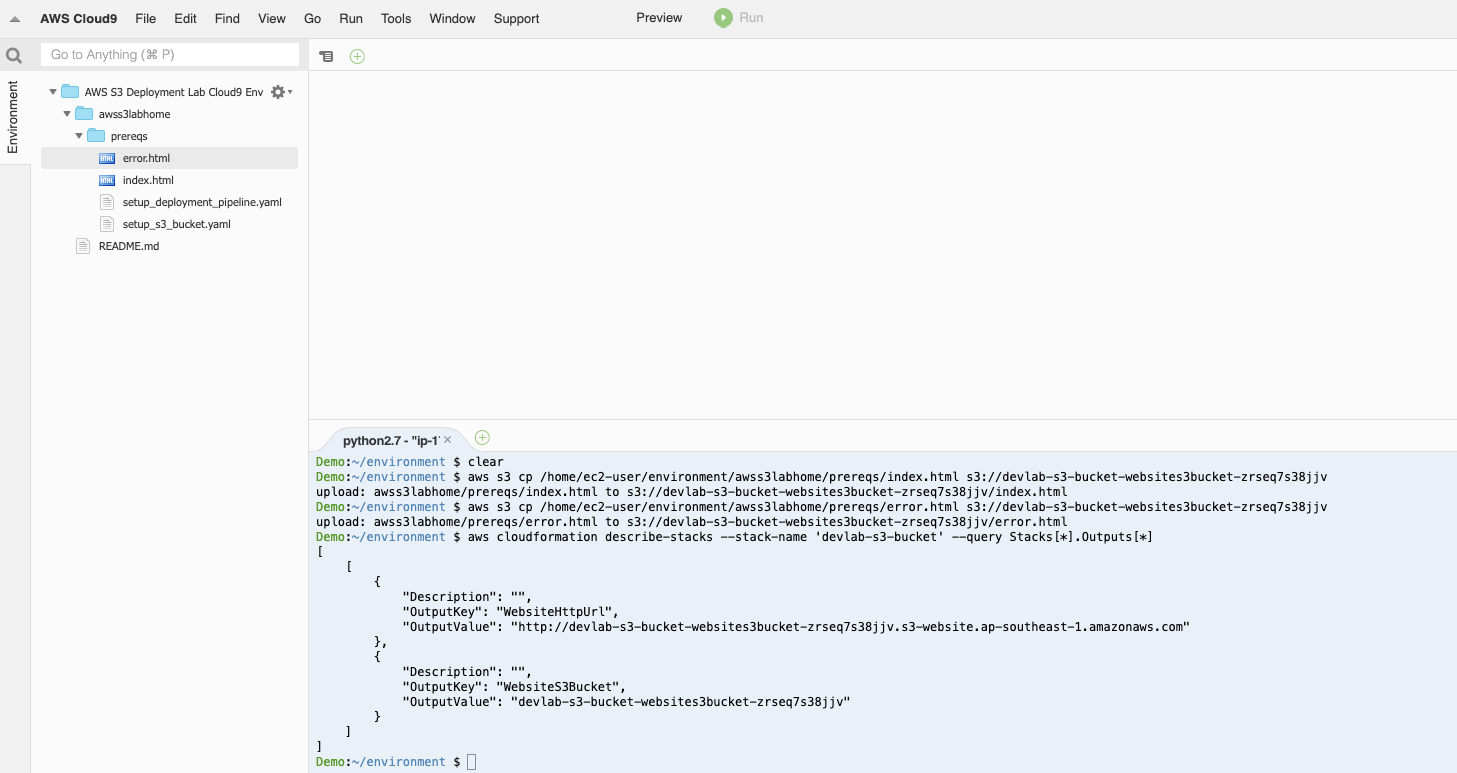 AWS Cloud9 File Edit Find View Go Run Tools Window Support Preview Run
Go to Anything (⌘ P)
Environment
AWS S3 Deployment Lab Cloud9 Env
awss3labhome
prereqs
error.html
index.html
setup_deployment_pipeline.yaml
setup_s3_bucket.yaml
README.md
python2.7 - "ip-1
Demo:~/environment $ clear
Demo:~/environment $ aws s3 cp /home/ec2-user/environment/awss3labhome/prereqs/index.html s3://devlab-s3-bucket-websites3bucket-zrseq7s38jjv
upload: awss3labhome/prereqs/index.html to s3://devlab-s3-bucket-websites3bucket-zrseq7s38jjv/index.html
Demo:~/environment $ aws s3 cp /home/ec2-user/environment/awss3labhome/prereqs/error.html s3://devlab-s3-bucket-websites3bucket-zrseq7s38jjv
upload: awss3labhome/prereqs/error.html to s3://devlab-s3-bucket-websites3bucket-zrseq7s38jjv/error.html
Demo:~/environment $ aws cloudformation describe-stacks --stack-name 'devlab-s3-bucket' --query Stacks[*].Outputs[*]
[
    [
        {
            "Description": "",
            "OutputKey": "WebsiteHttpUrl",
            "OutputValue": "http://devlab-s3-bucket-websites3bucket-zrseq7s38jjv.s3-website.ap-southeast-1.amazonaws.com"
        },
        {
            "Description": "",
            "OutputKey": "WebsiteS3Bucket",
            "OutputValue": "devlab-s3-bucket-websites3bucket-zrseq7s38jjv"
        }
    ]
]
Demo:~/environment $